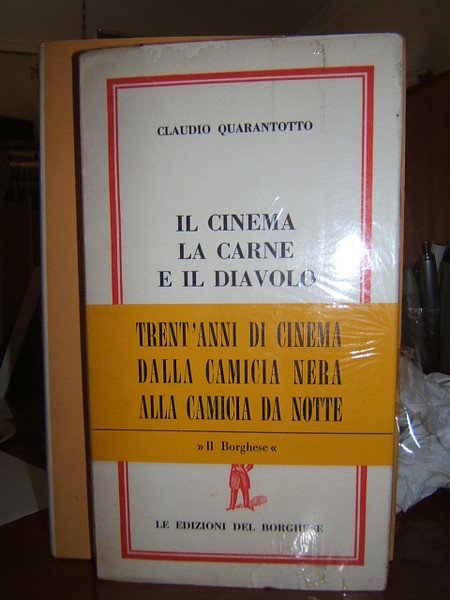 CLAUDIO QUARANTOTTO
IL CINEMA
LA CARNE
E IL DIAVOLO
TRENT'ANNI DI CINEMA
DALLA CAMICIA NERA
ALLA CAMICIA DA NOTTE
»Il Borghese«
LE EDIZIONI DEL BORGHESE